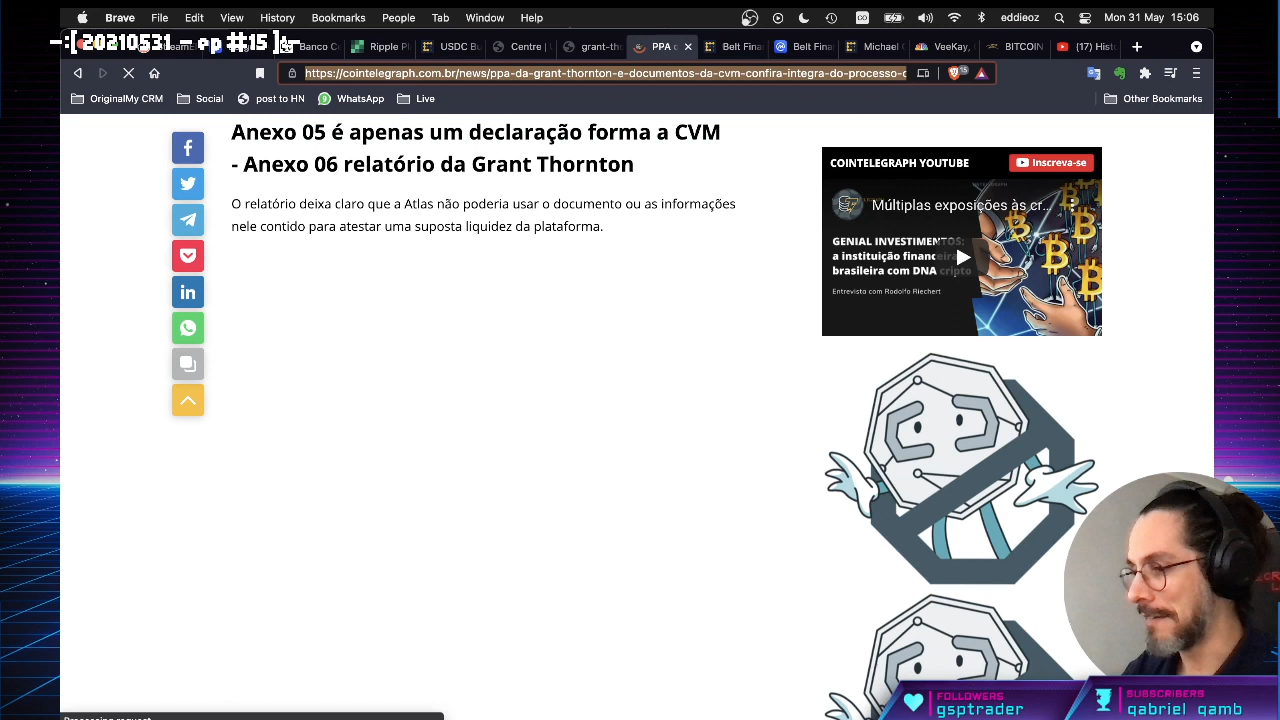 Brave File Edit View History Bookmarks People Tab Window Help eddieoz Mon 31 May 15:06
-:[ 20210531 - ep #15 ]:-
Banco C Ripple P USDC B Centre | grant-th PPA d Belt Fina Belt Fina Michael VeeKay, BITCOIN (17) Hist
https://cointelegraph.com.br/news/ppa-da-grant-thornton-e-documentos-da-cvm-confira-integra-do-processo-c 15
OriginalMy CRM Social post to HN WhatsApp Live Other Bookmarks
Anexo 05 é apenas um declaração forma a CVM
- Anexo 06 relatório da Grant Thornton
O relatório deixa claro que a Atlas não poderia usar o documento ou as informações
nele contido para atestar uma suposta liquidez da plataforma.
COINTELEGRAPH YOUTUBE Inscreva-se
Múltiplas exposições às cr...
GENIAL INVESTIMENTOS:
a instituição financeira
brasileira com DNA cripto
Entrevista com Rodolfo Riechert
FOLLOWERS
gsptrader
SUBSCRIBERS
gabriel_gamb